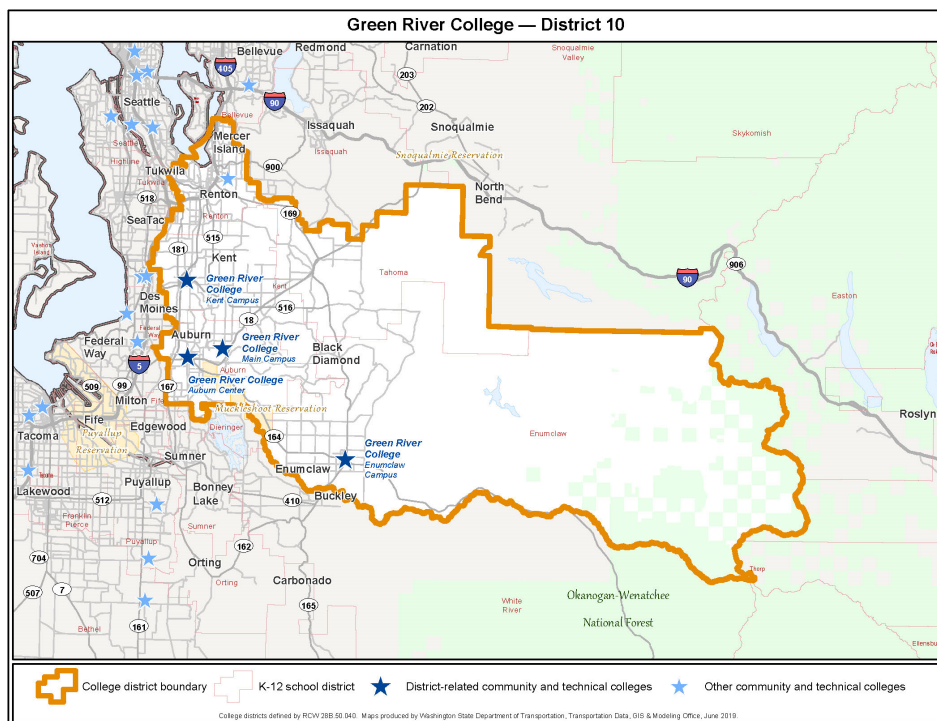 Green River College — District 10
Bellevue
Redmond
Carnation
Snoqualmie
Valley
405
203
90
202
Seattle
Bellevue
Issaquah
Snoqualmie
Skykomish
Mercer
Island
Seattle
Highline
Issaquah
Snoqualmie Reservation
Tukwila
Tukwila
900
North
Bend
Renton
518
169
SeaTac
Renton
515
181
Vashon
Island
Kent
Tahoma
90
906
Green River
College
Kent Campus
Kent
Easton
Des
Moines
516
18
Federal
Way
Auburn
Green River
College
Main Campus
Black
Diamond
Federal
Way
5
Auburn
Green River College
Auburn Center
509
99
167
Milton
Fife
Muckleshoot Reservation
Roslyn
Fife
Tacoma
Puyallup
Reservation
Edgewood
Dieringer
164
Enumclaw
Green River
College
Enumclaw
Campus
Sumner
Enumclaw
Tacoma
Lakewood
Puyallup
Bonney
Lake
Buckley
410
512
Franklin
Pierce
Sumner
Puyallup
162
704
Orting
Orting
Carbonado
Thorp
507
7
165
White
River
Okanogan-Wenatchee
National Forest
161
Bethel
College district boundary
K-12 school district
District-related community and technical colleges
Other community and technical colleges
College districts defined by RCW 28B.50.040. Maps produced by Washington State Department of Transportation, Transportation Data, GIS & Modeling Office, June 2019.